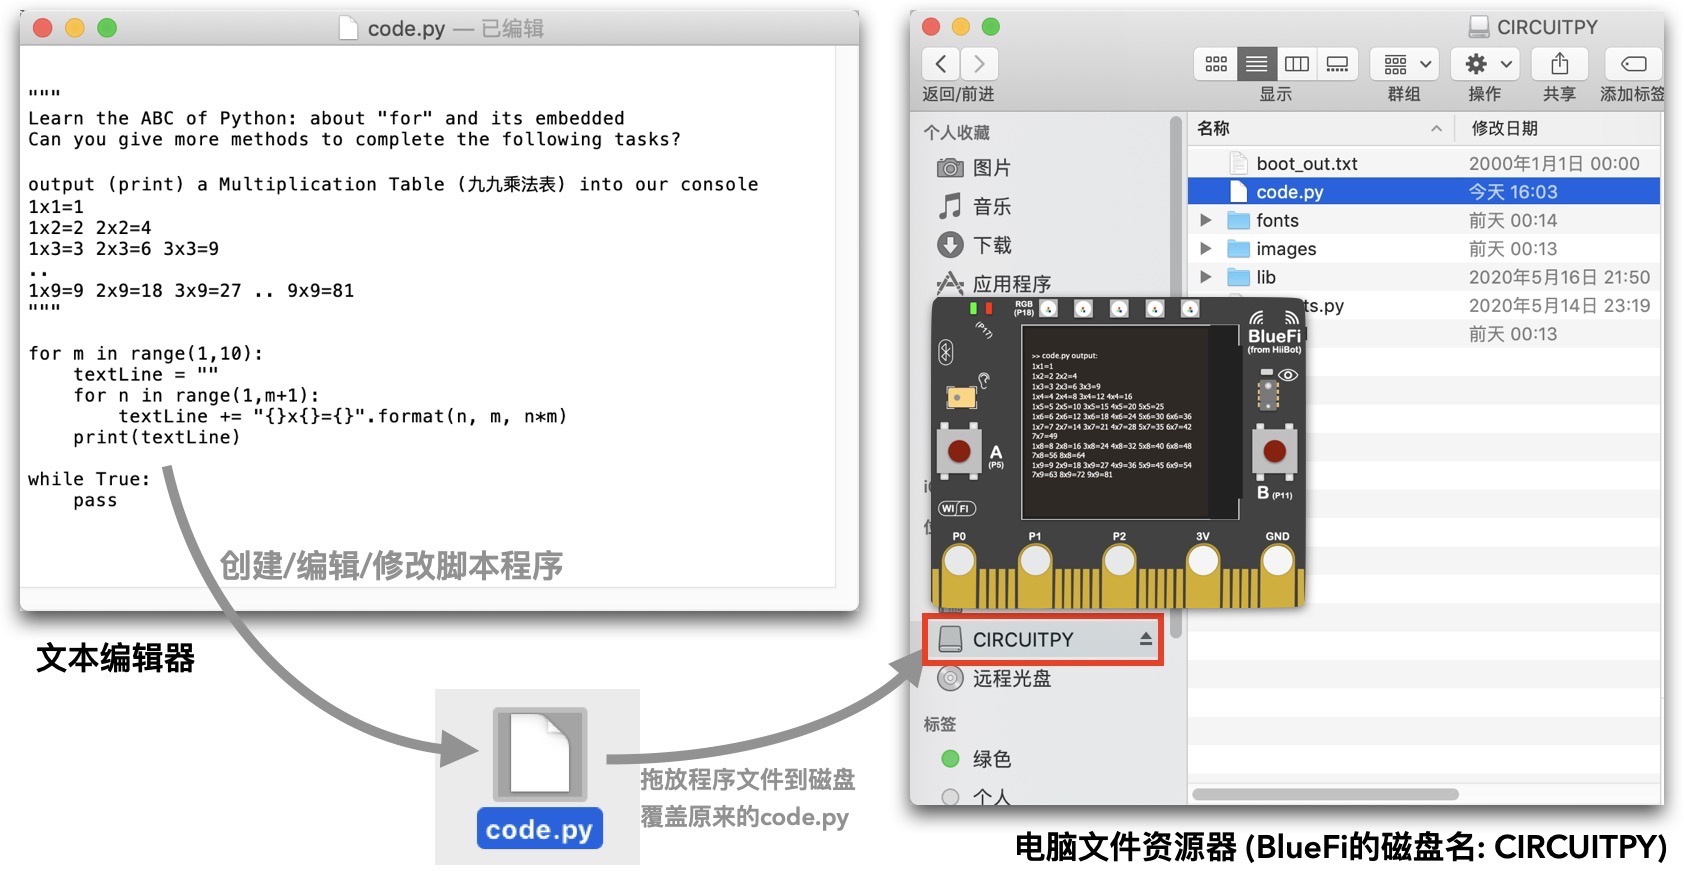 code.py — 已编辑
"""
Learn the ABC of Python: about "for" and its embedded
Can you give more methods to complete the following tasks?
output (print) a Multiplication Table (九九乘法表) into our console
1x1=1
1x2=2 2x2=4
1x3=3 2x3=6 3x3=9
..
1x9=9 2x9=18 3x9=27 .. 9x9=81
"""
for m in range(1,10):
textLine = ""
for n in range(1,m+1):
textLine += "{}x{}={}".format(n, m, n*m)
print(textLine)
while True:
pass
创建/编辑/修改脚本程序
文本编辑器
code.py
拖放程序文件到磁盘
覆盖原来的code.py
CIRCUITPY
返回/前进
显示
群组
操作
共享
添加标签
个人收藏
图片
音乐
下载
应用程序
名称
修改日期
boot_out.txt 2000年1月1日 00:00
code.py 今天 16:03
fonts 前天 00:14
images 前天 00:13
lib 2020年5月16日 21:50
ts.py 2020年5月14日 23:19
前天 00:13
RGB
(P18)
(P17)
BlueFi
(from HiiBot)
>> code.py output:
1x1=1
1x2=2 2x2=4
1x3=3 2x3=6 3x3=9
1x4=4 2x4=8 3x4=12 4x4=16
1x5=5 2x5=10 3x5=15 4x5=20 5x5=25
1x6=6 2x6=12 3x6=18 4x6=24 5x6=30 6x6=36
1x7=7 2x7=14 3x7=21 4x7=28 5x7=35 6x7=42
7x7=49
1x8=8 2x8=16 3x8=24 4x8=32 5x8=40 6x8=48
7x8=56 8x8=64
1x9=9 2x9=18 3x9=27 4x9=36 5x9=45 6x9=54
7x9=63 8x9=72 9x9=81
A
(P5)
B (P11)
WI FI
P0
P1
P2
3V
GND
CIRCUITPY
远程光盘
标签
绿色
个人
电脑文件资源器 (BlueFi的磁盘名: CIRCUITPY)